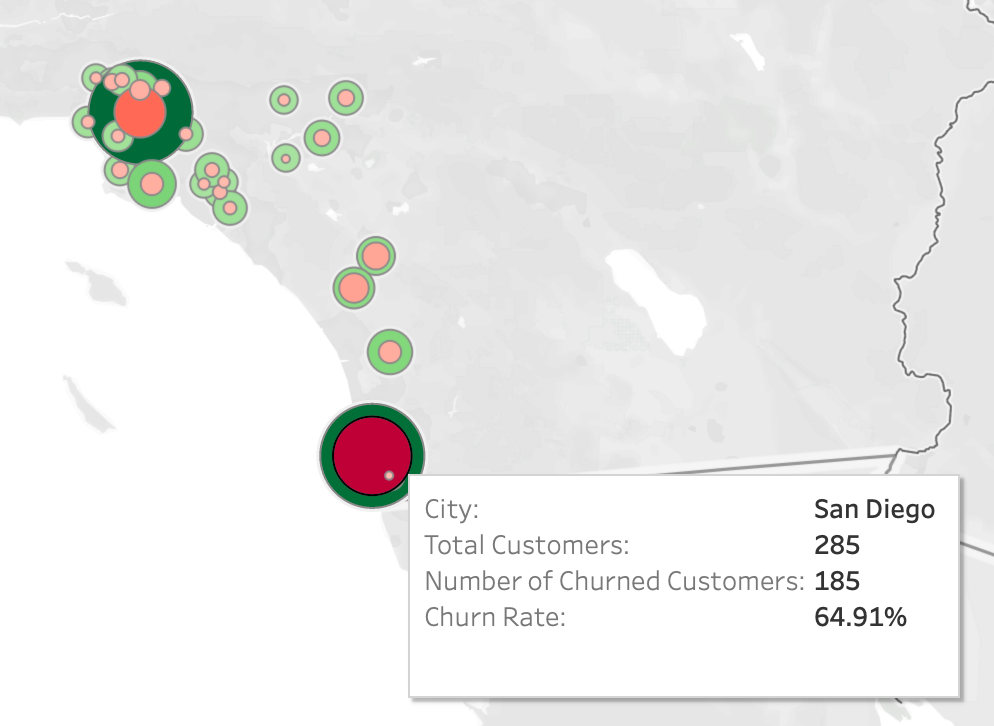 City: San Diego
Total Customers: 285
Number of Churned Customers: 185
Churn Rate: 64.91%